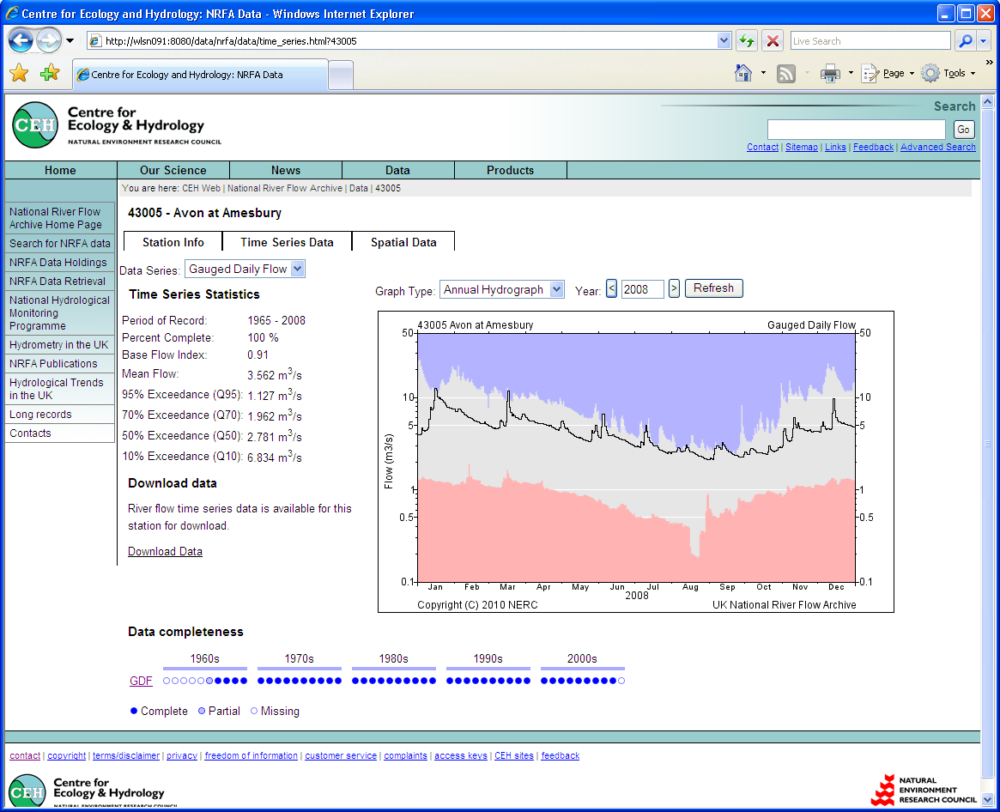 Centre for Ecology and Hydrology: NRFA Data - Windows Internet Explorer
http://wlsn091:8080/data/nrfa/data/time_series.html?43005
Live Search
Centre for Ecology and Hydrology: NRFA Data
Page
Tools
CEH
Centre for
Ecology & Hydrology
NATURAL ENVIRONMENT RESEARCH COUNCIL
Search
Go
Contact | Sitemap | Links | Feedback | Advanced Search
Home Our Science News Data Products
You are here: CEH Web | National River Flow Archive | Data | 43005
National River Flow
Archive Home Page
Search for NRFA data
NRFA Data Holdings
NRFA Data Retrieval
National Hydrological
Monitoring
Programme
Hydrometry in the UK
NRFA Publications
Hydrological Trends
in the UK
Long records
Contacts
43005 - Avon at Amesbury
Station Info Time Series Data Spatial Data
Data Series: Gauged Daily Flow
Time Series Statistics
Period of Record: 1965 - 2008
Percent Complete: 100 %
Base Flow Index: 0.91
Mean Flow: 3.562 m3/s
95% Exceedance (Q95): 1.127 m3/s
70% Exceedance (Q70): 1.962 m3/s
50% Exceedance (Q50): 2.781 m3/s
10% Exceedance (Q10): 6.834 m3/s
Download data
River flow time series data is available for this
station for download.
Download Data
Graph Type: Annual Hydrograph Year: < 2008 > Refresh
43005 Avon at Amesbury Gauged Daily Flow
50 50
10 10
5 5
1 1
0.5 0.5
0.1 0.1
Flow (m3/s)
Jan Feb Mar Apr May Jun Jul Aug Sep Oct Nov Dec
2008
Copyright (C) 2010 NERC UK National River Flow Archive
Data completeness
1960s 1970s 1980s 1990s 2000s
GDF
Complete Partial Missing
contact | copyright | terms/disclaimer | privacy | freedom of information | customer service | complaints | access keys | CEH sites | feedback
CEH
Centre for
Ecology & Hydrology
NATURAL ENVIRONMENT RESEARCH COUNCIL
NATURAL
ENVIRONMENT
RESEARCH COUNCIL